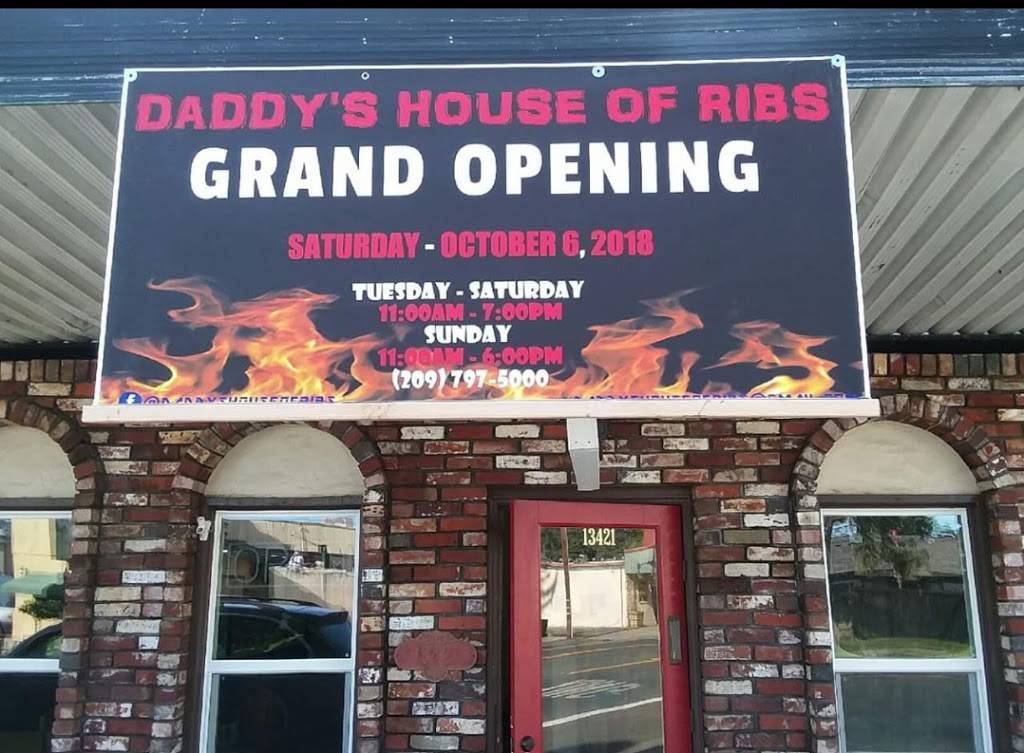 DADDY'S HOUSE OF RIBS
GRAND OPENING
SATURDAY - OCTOBER 6, 2018
TUESDAY - SATURDAY
11:00AM - 7:00PM
SUNDAY
11:00AM - 6:00PM
(209) 797-5000
13421